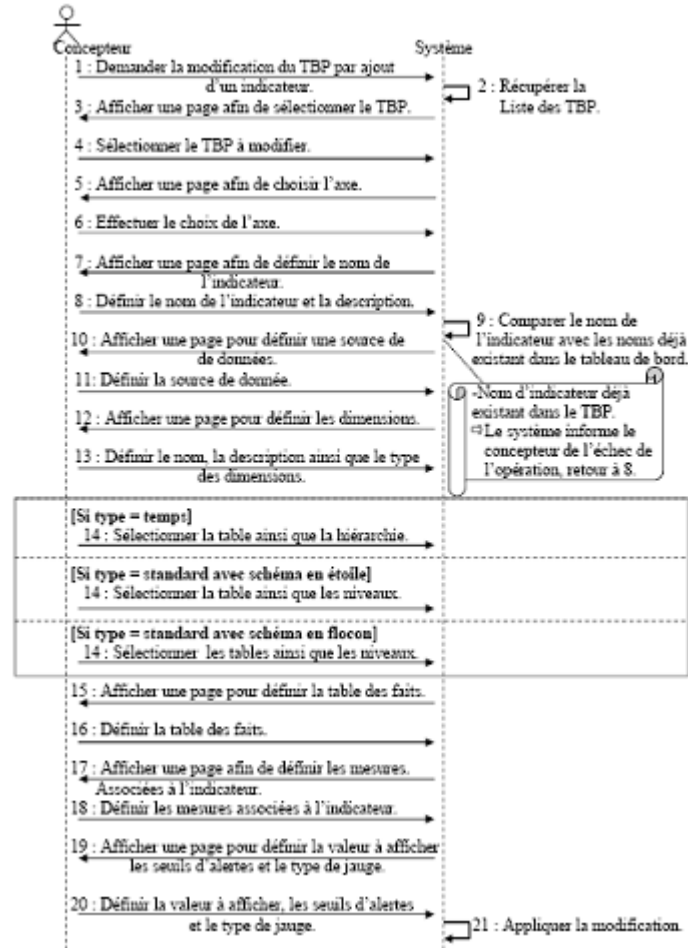 Concepteur
Système
1 : Demander la modification du TBP par ajout
d'un indicateur.
2 : Récupérer la
Liste des TBP.
3 : Afficher une page afin de sélectionner le TBP.
4 : Sélectionner le TBP à modifier.
5 : Afficher une page afin de choisir l'axe.
6 : Effectuer le choix de l'axe.
7 : Afficher une page afin de définir le nom de
l'indicateur.
8 : Définir le nom de l'indicateur et la description.
9 : Comparer le nom de
l'indicateur avec les noms déjà
existant dans le tableau de bord.
10 : Afficher une page pour définir une source de
de données.
11: Définir la source de donnée.
-Nom d'indicateur déjà
existant dans le TBP.
⇨Le système informe le
concepteur de l'échec de
l'opération, retour à 8.
12 : Afficher une page pour définir les dimensions.
13 : Définir le nom, la description ainsi que le type
des dimensions.
[Si type = temps]
14 : Sélectionner la table ainsi que la hiérarchie.
[Si type = standard avec schéma en étoile]
14 : Sélectionner la table ainsi que les niveaux.
[Si type = standard avec schéma en flocon]
14 : Sélectionner les tables ainsi que les niveaux.
15 : Afficher une page pour définir la table des faits.
16 : Définir la table des faits.
17 : Afficher une page afin de définir les mesures.
Associées à l'indicateur.
18 : Définir les mesures associées à l'indicateur.
19 : Afficher une page pour définir la valeur à afficher
les seuils d'alertes et le type de jauge.
20 : Définir la valeur à afficher, les seuils d'alertes
et le type de jauge.
21 : Appliquer la modification.